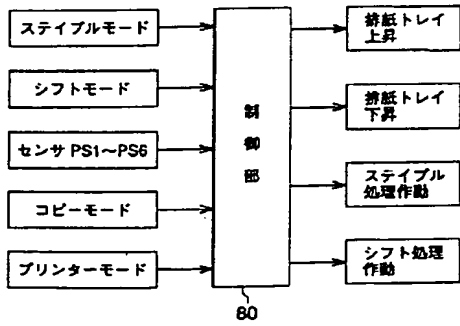 ステイプルモード
シフトモード
センサ PS1～PS6
コピーモード
プリンターモード
制御部
80
排紙トレイ
上昇
排紙トレイ
下昇
ステイプル
処理作動
シフト処理
作動